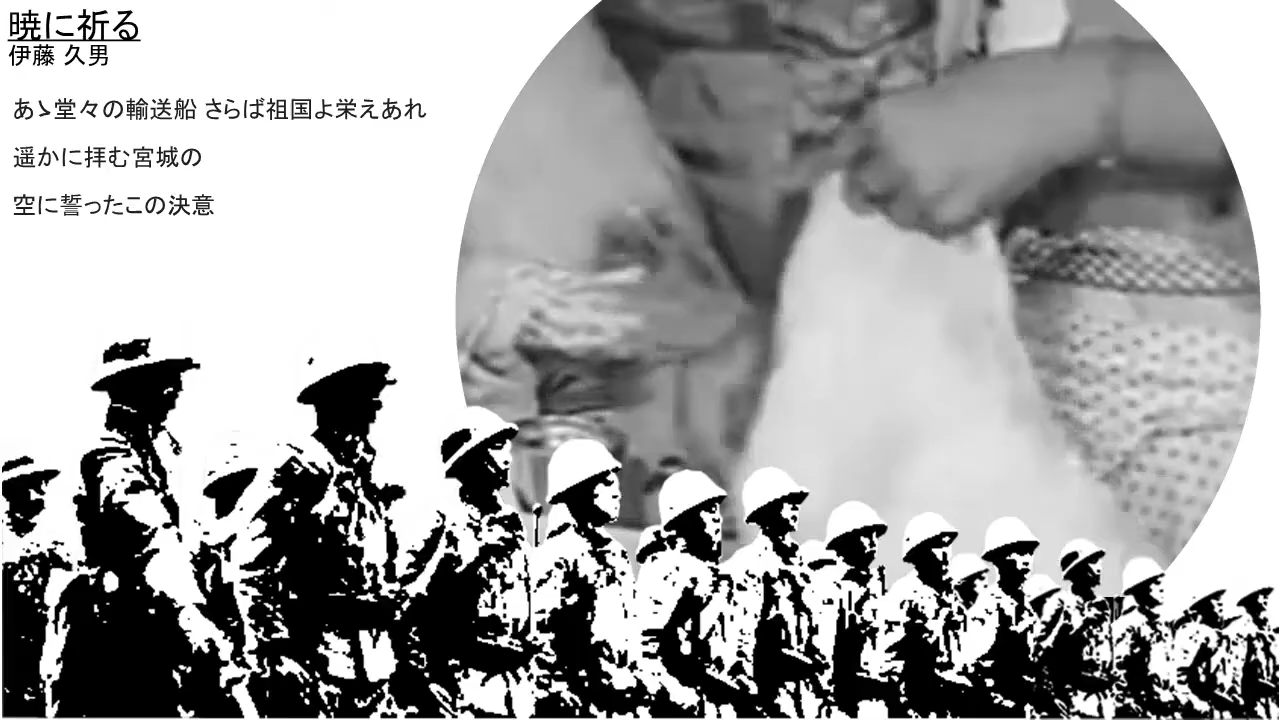 暁に祈る
伊藤 久男
あゝ堂々の輸送船 さらば祖国よ栄えあれ
遥かに拝む宮城の
空に誓ったこの決意